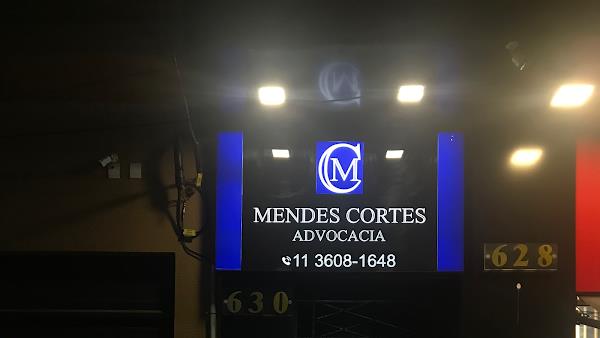 CM
MENDES CORTES
ADVOCACIA
11 3608-1648
628
630